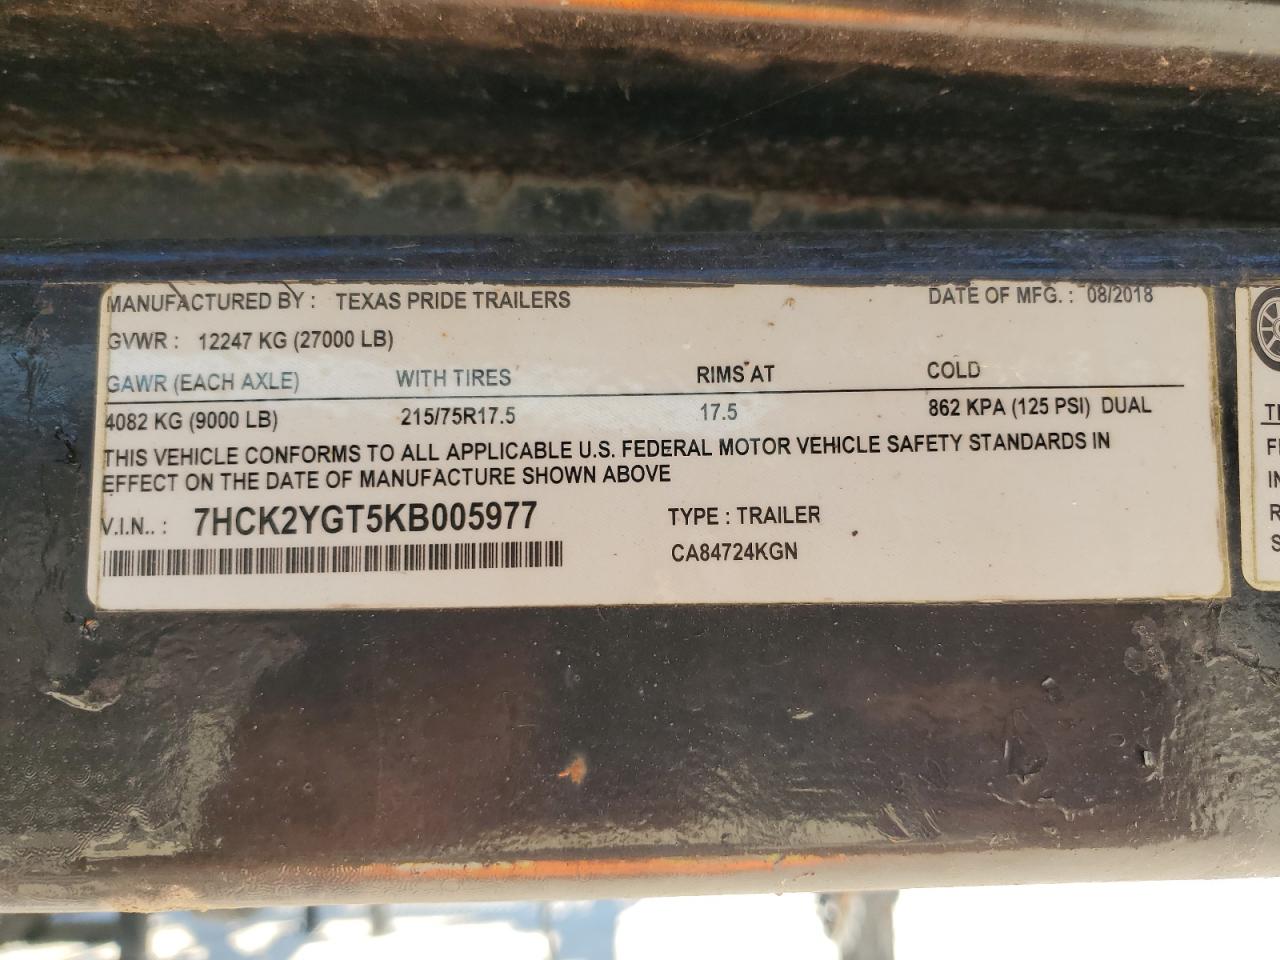 MANUFACTURED BY : TEXAS PRIDE TRAILERS DATE OF MFG. : 08/2018
GVWR : 12247 KG (27000 LB)
GAWR (EACH AXLE) WITH TIRES RIMS AT COLD
4082 KG (9000 LB) 215/75R17.5 17.5 862 KPA (125 PSI) DUAL
THIS VEHICLE CONFORMS TO ALL APPLICABLE U.S. FEDERAL MOTOR VEHICLE SAFETY STANDARDS IN
EFFECT ON THE DATE OF MANUFACTURE SHOWN ABOVE
V.I.N.. : 7HCK2YGT5KB005977 TYPE : TRAILER
CA84724KGN